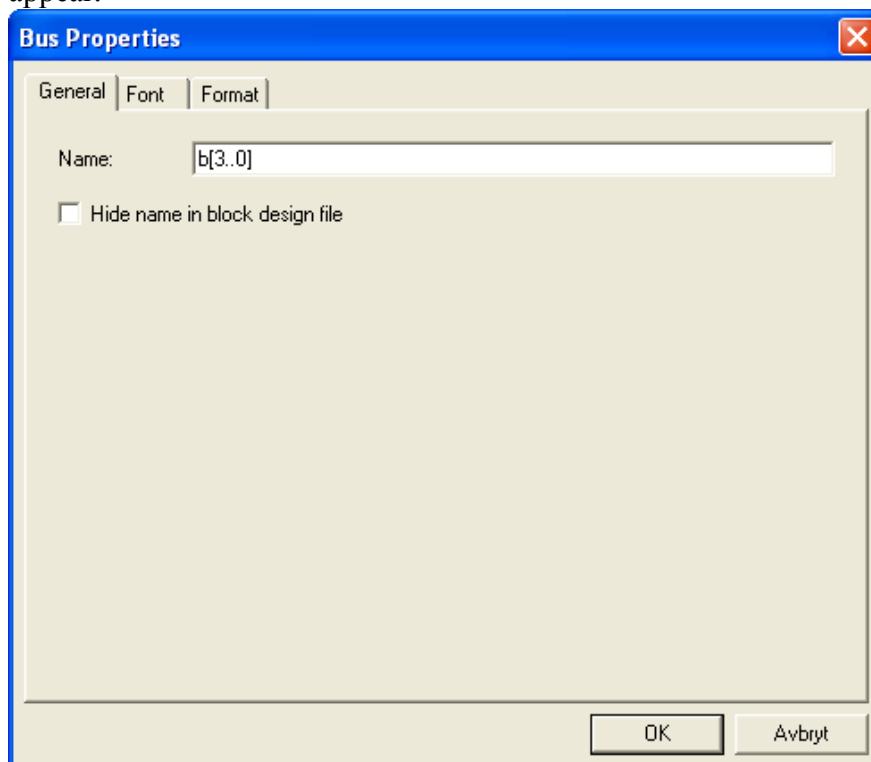 appear.
Bus Properties
General Font Format
Name: b[3..0]
Hide name in block design file
OK Avbryt